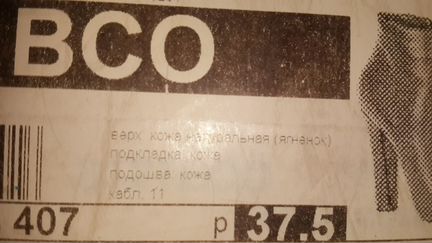 BCO
верх: кожа натуральная (ягненок)
подкладка: кожа
подошва: кожа
кабл. 11
407
р 37.5